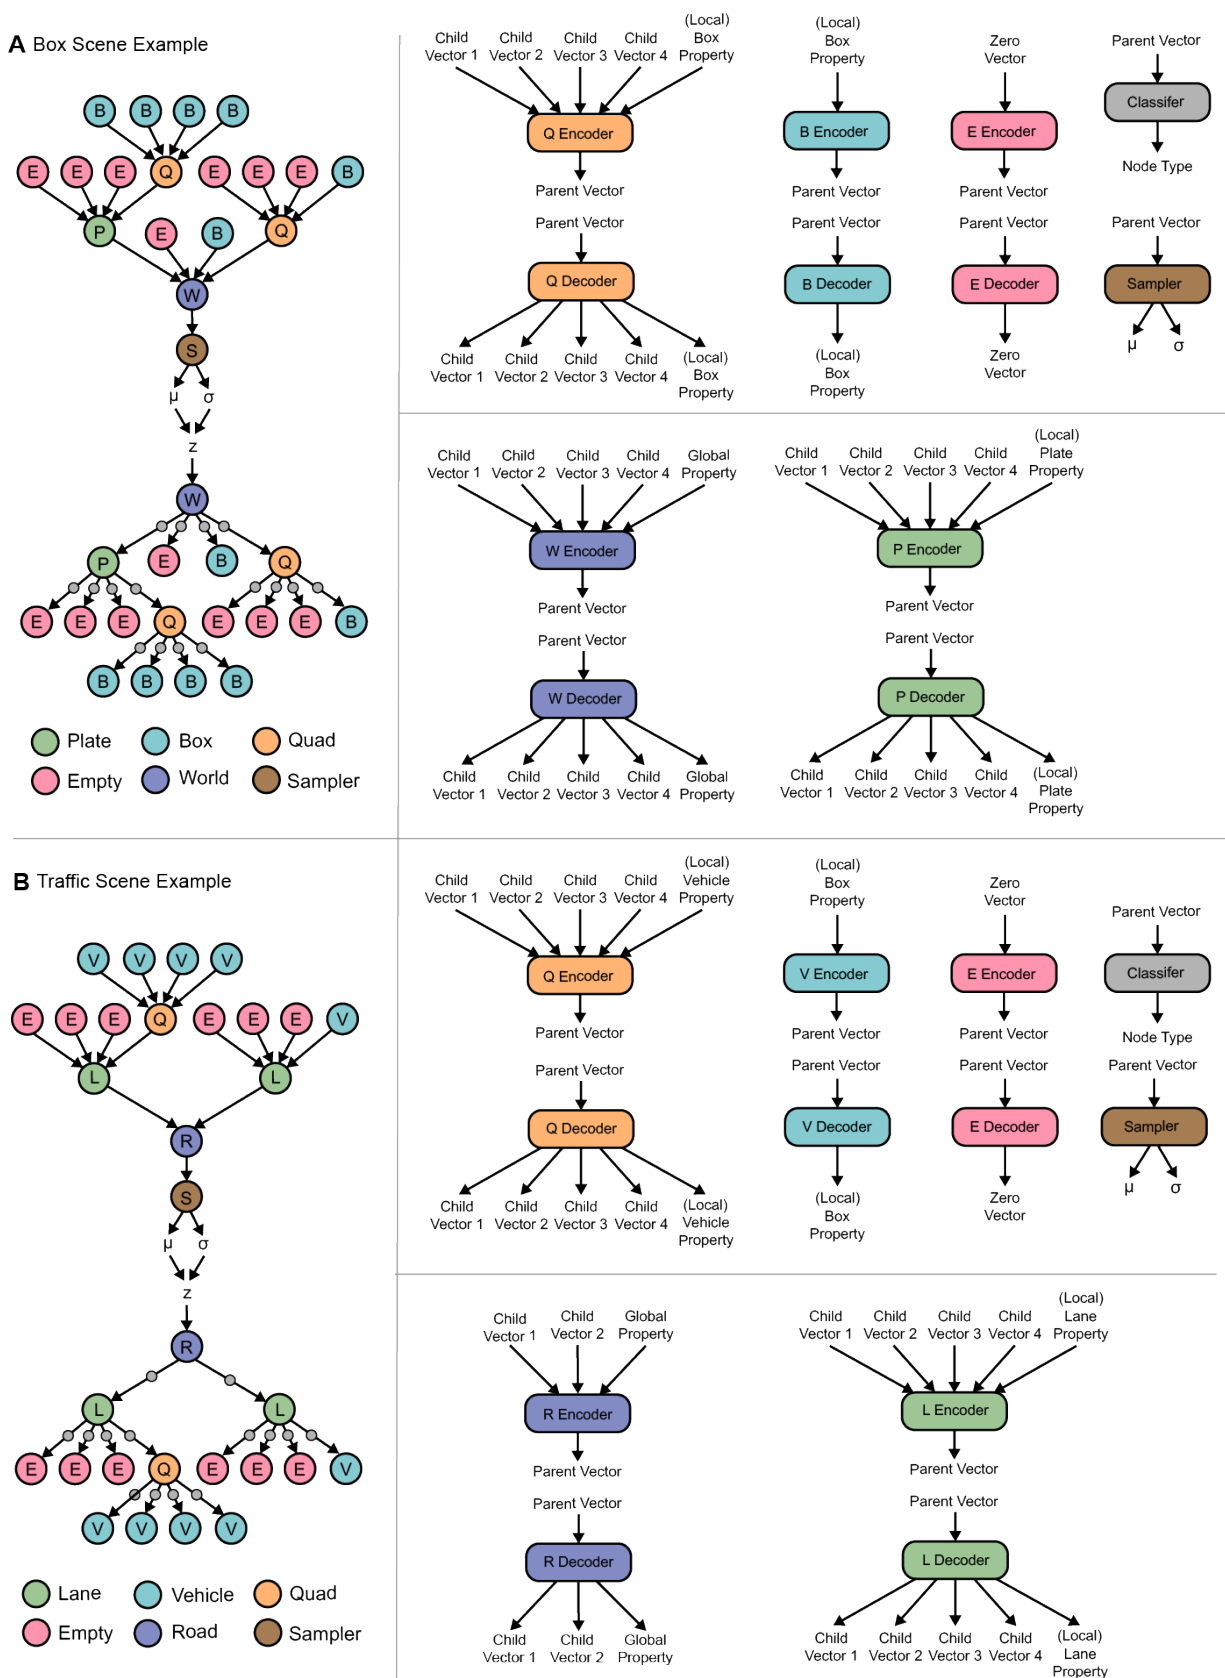 A Box Scene Example
B B B B
E E E Q E E E B
P E B Q
W
S
μ σ
z
W
P E B Q
E E E Q E E E B
B B B B
Plate Box Quad
Empty World Sampler
Child Vector 1
Child Vector 2
Child Vector 3
Child Vector 4
(Local)
Box
Property
Q Encoder
Parent Vector
Parent Vector
Q Decoder
Child Vector 1
Child Vector 2
Child Vector 3
Child Vector 4
(Local)
Box
Property
(Local)
Box
Property
B Encoder
Parent Vector
Parent Vector
B Decoder
(Local)
Box
Property
Zero
Vector
E Encoder
Parent Vector
Parent Vector
E Decoder
Zero
Vector
Parent Vector
Classifer
Node Type
Parent Vector
Sampler
μ σ
Child Vector 1
Child Vector 2
Child Vector 3
Child Vector 4
Global
Property
W Encoder
Parent Vector
Parent Vector
W Decoder
Child Vector 1
Child Vector 2
Child Vector 3
Child Vector 4
Global
Property
Child Vector 1
Child Vector 2
Child Vector 3
Child Vector 4
(Local)
Plate
Property
P Encoder
Parent Vector
Parent Vector
P Decoder
Child Vector 1
Child Vector 2
Child Vector 3
Child Vector 4
(Local)
Plate
Property
B Traffic Scene Example
V V V V
E E E Q E E E V
L L
R
S
μ σ
z
R
L L
E E E Q E E E V
V V V V
Lane Vehicle Quad
Empty Road Sampler
Child Vector 1
Child Vector 2
Child Vector 3
Child Vector 4
(Local)
Vehicle
Property
Q Encoder
Parent Vector
Parent Vector
Q Decoder
Child Vector 1
Child Vector 2
Child Vector 3
Child Vector 4
(Local)
Vehicle
Property
(Local)
Box
Property
V Encoder
Parent Vector
Parent Vector
V Decoder
(Local)
Box
Property
Zero
Vector
E Encoder
Parent Vector
Parent Vector
E Decoder
Zero
Vector
Parent Vector
Classifer
Node Type
Parent Vector
Sampler
μ σ
Child Vector 1
Child Vector 2
Global
Property
R Encoder
Parent Vector
Parent Vector
R Decoder
Child Vector 1
Child Vector 2
Global
Property
Child Vector 1
Child Vector 2
Child Vector 3
Child Vector 4
(Local)
Lane
Property
L Encoder
Parent Vector
Parent Vector
L Decoder
Child Vector 1
Child Vector 2
Child Vector 3
Child Vector 4
(Local)
Lane
Property